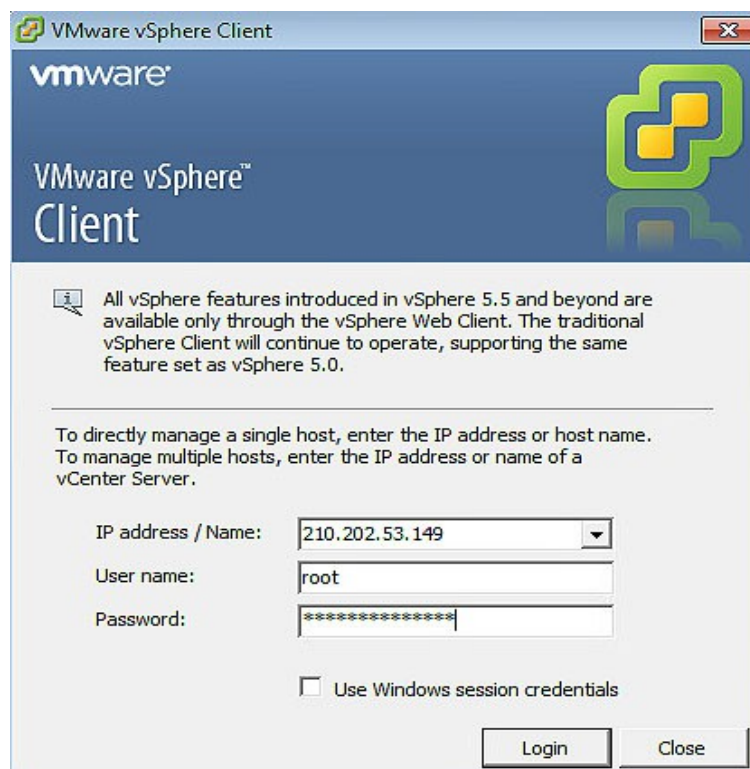 VMware vSphere Client
vmware
VMware vSphere™
Client
All vSphere features introduced in vSphere 5.5 and beyond are
available only through the vSphere Web Client. The traditional
vSphere Client will continue to operate, supporting the same
feature set as vSphere 5.0.
To directly manage a single host, enter the IP address or host name.
To manage multiple hosts, enter the IP address or name of a
vCenter Server.
IP address / Name: 210.202.53.149
User name: root
Password: **************
Use Windows session credentials
Login Close